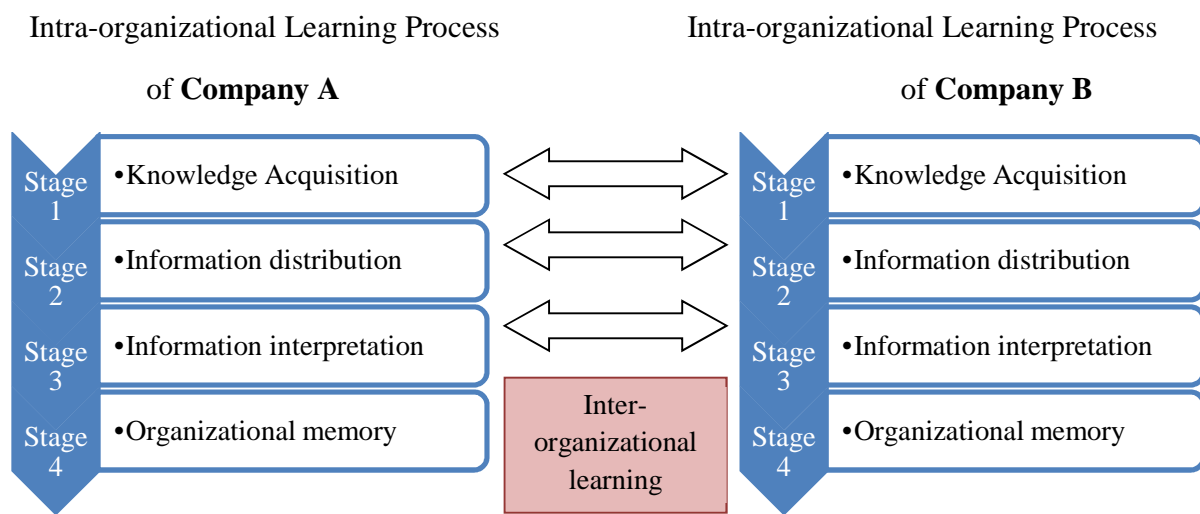 Intra-organizational Learning Process
of Company A
Stage
1
•Knowledge Acquisition
Stage
2
•Information distribution
Stage
3
•Information interpretation
Stage
4
•Organizational memory
Inter-
organizational
learning
Intra-organizational Learning Process
of Company B
Stage
1
•Knowledge Acquisition
Stage
2
•Information distribution
Stage
3
•Information interpretation
Stage
4
•Organizational memory